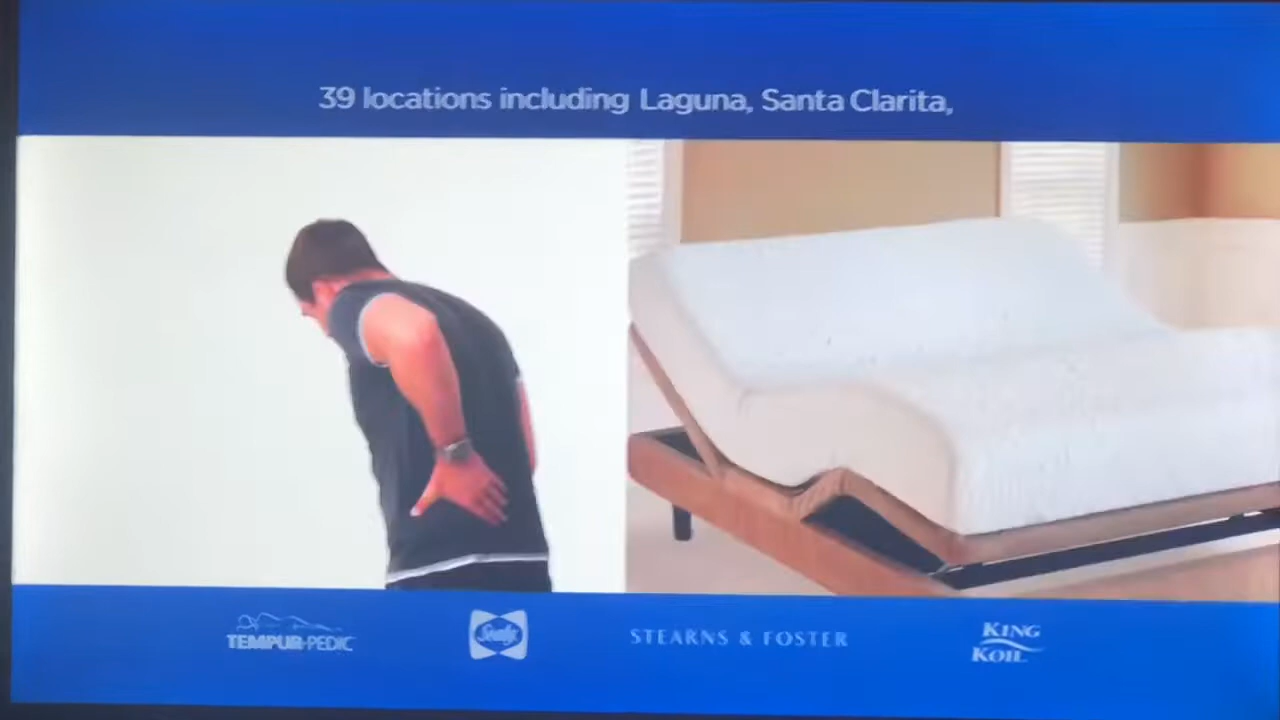 39 locations including Laguna, Santa Clarita,
TEMPUR-PEDIC
Sealy
STEARNS & FOSTER
KING
KOIL